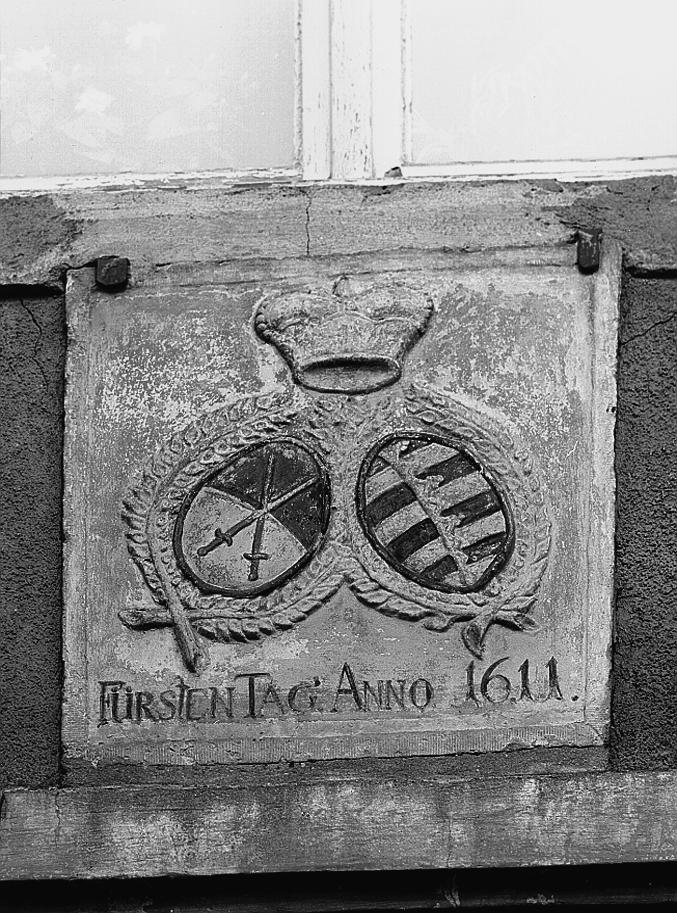 FÜRSTEN TAG' ANNO 1611.